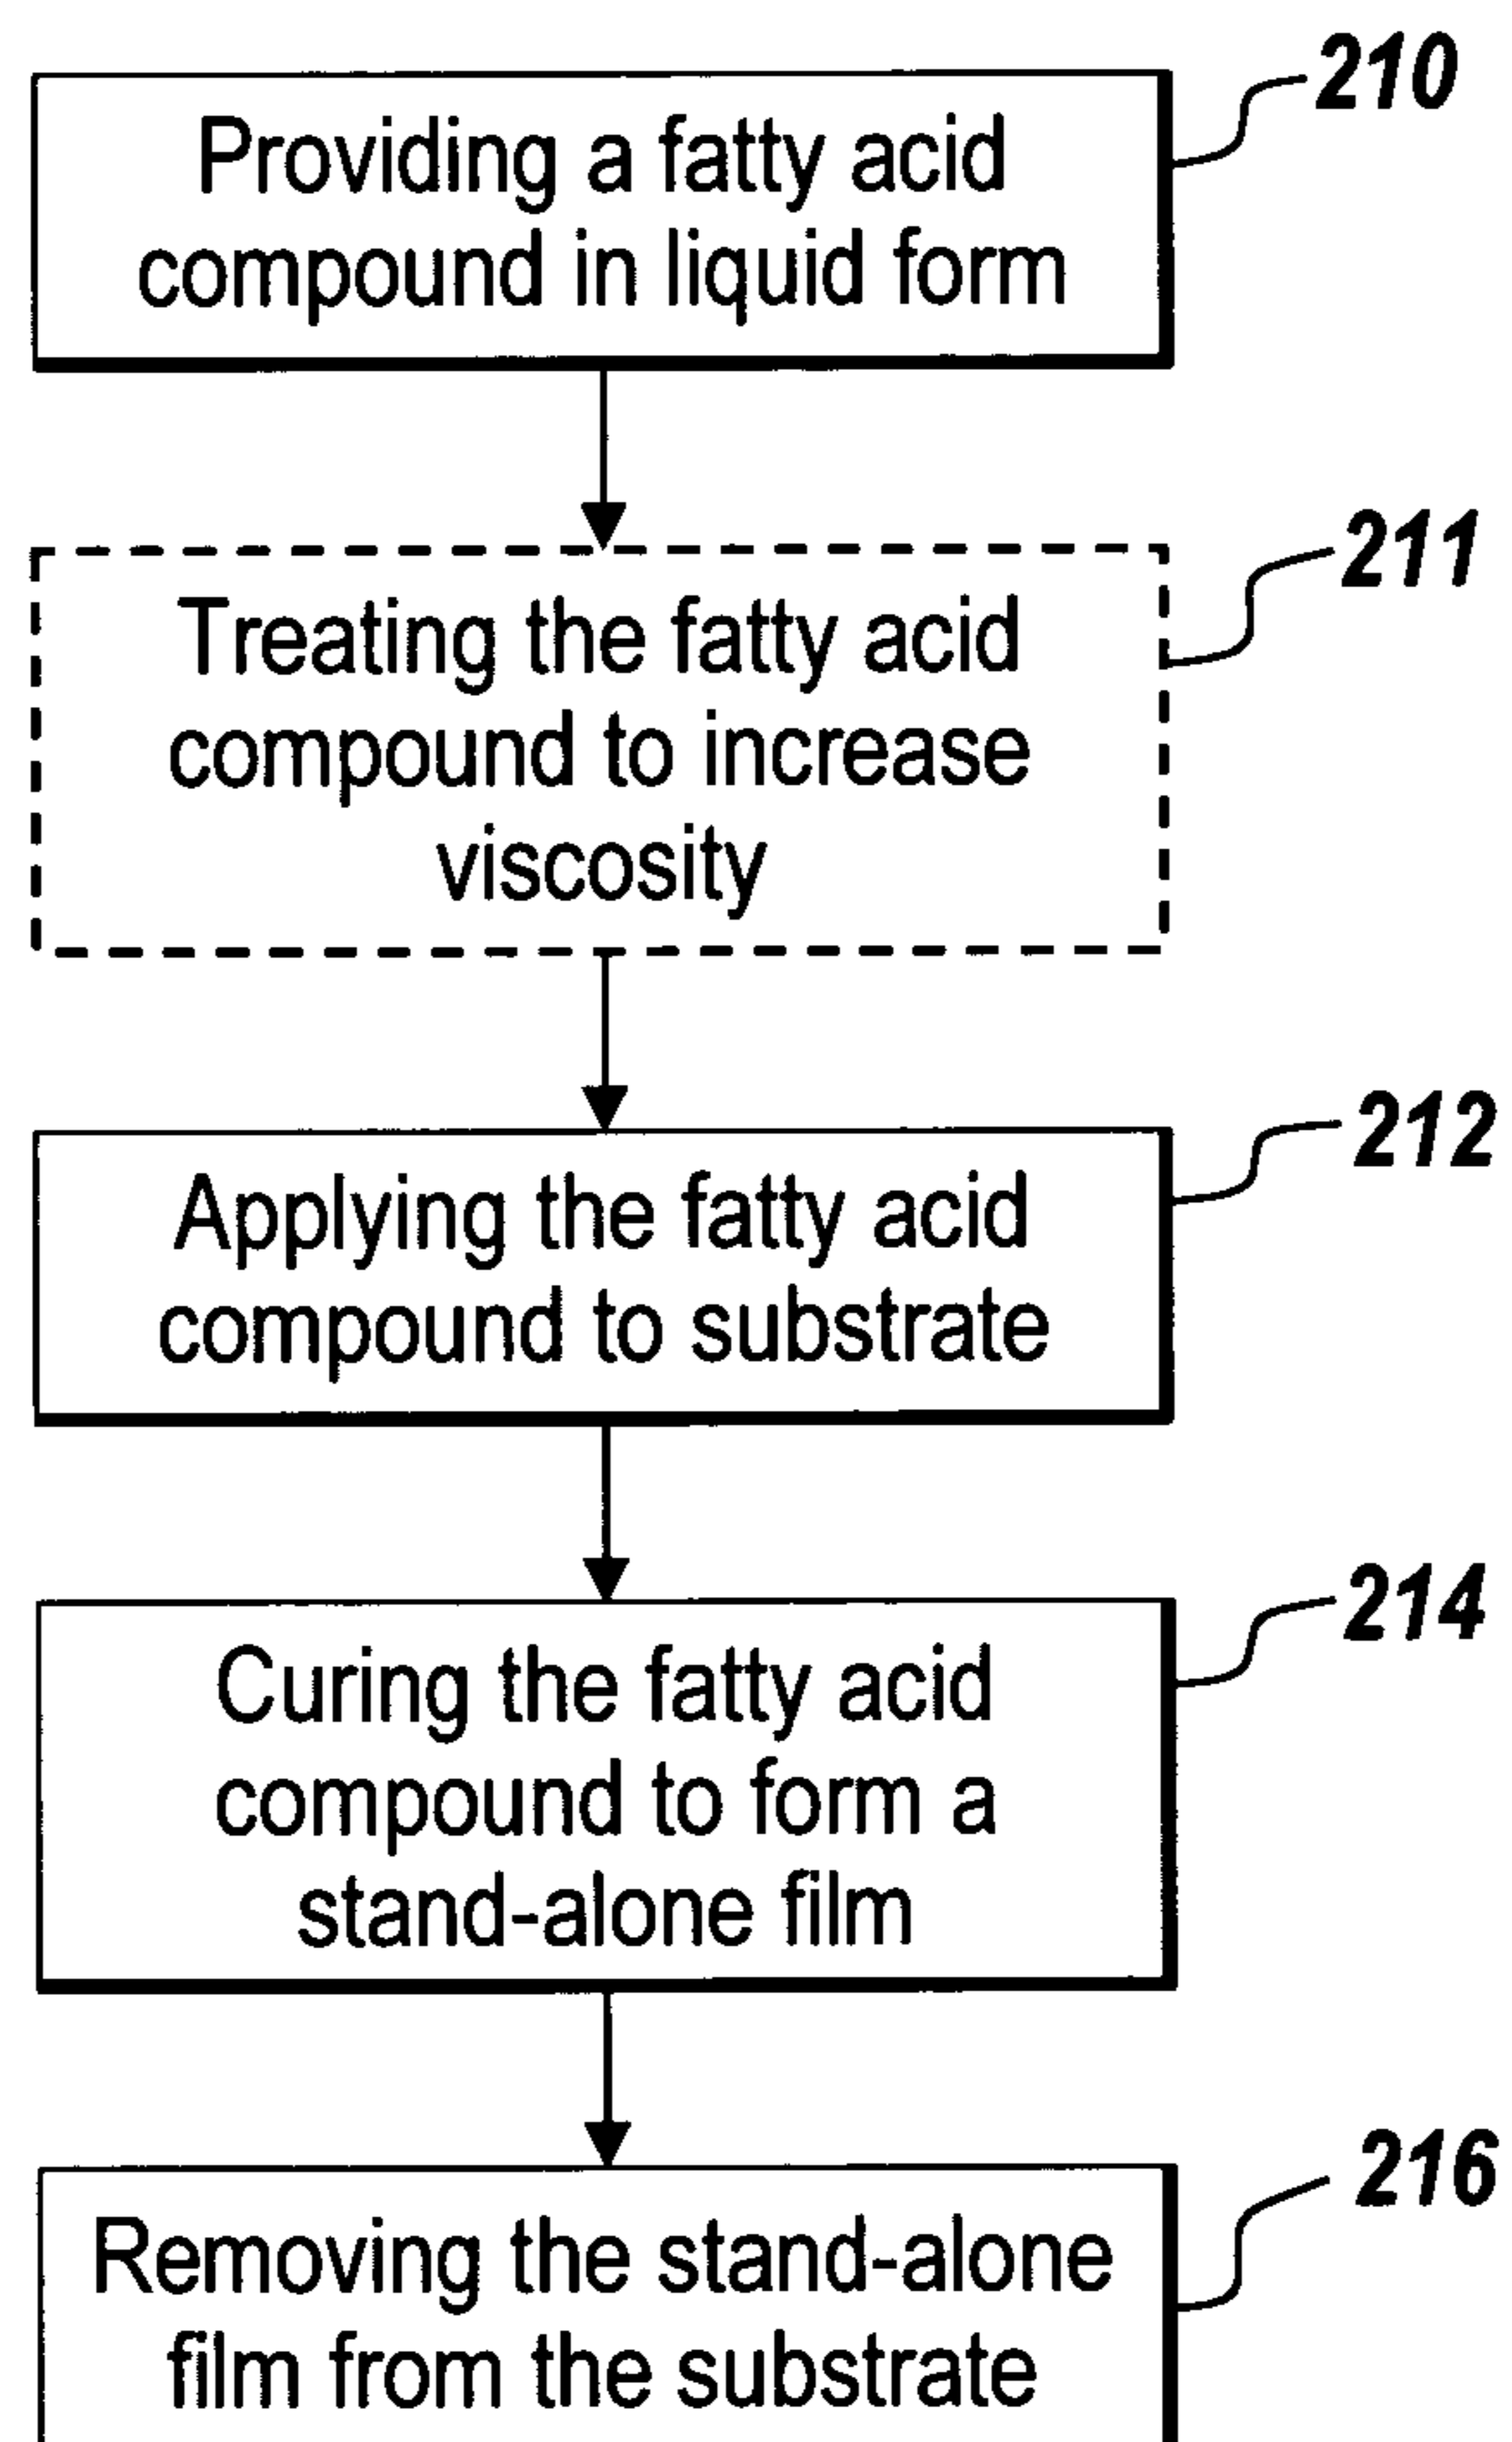 210
Providing a fatty acid
compound in liquid form
211
Treating the fatty acid
compound to increase
viscosity
212
Applying the fatty acid
compound to substrate
214
Curing the fatty acid
compound to form a
stand-alone film
216
Removing the stand-alone
film from the substrate